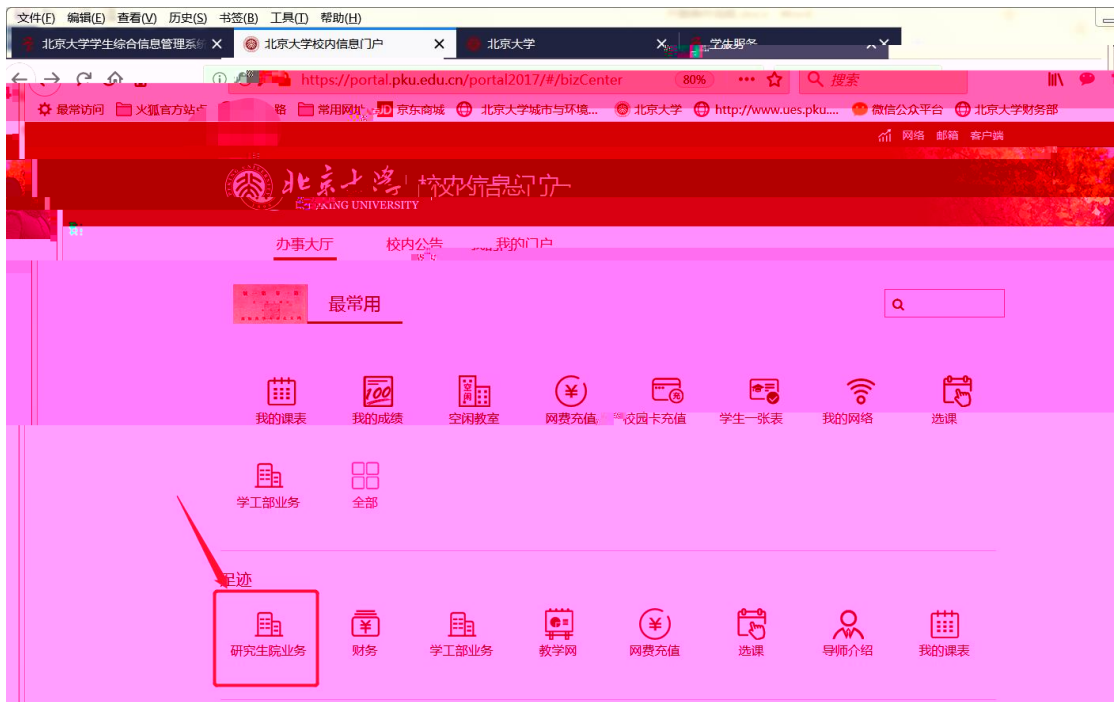 文件(F) 编辑(E) 查看(V) 历史(S) 书签(B) 工具(T) 帮助(H)
北京大学学生综合信息管理系统 北京大学校内信息门户 北京大学
https://portal.pku.edu.cn/portal2017/#/bizCenter 80% 搜索
最常访问 火狐官方站点 常用网址 京东商城 北京大学城市与环境... 北京大学 http://www.ues.pku.... 微信公众平台 北京大学财务部
网络 邮箱 客户端
北京大学 校内信息门户
PEKING UNIVERSITY
办事大厅 校内公告 我的门户
最常用
我的课表 我的成绩 空闲教室 网费充值 校园卡充值 学生一张表 我的网络 选课
学工部业务 全部
足迹
研究生院业务 财务 学工部业务 教学网 网费充值 选课 导师介绍 我的课表